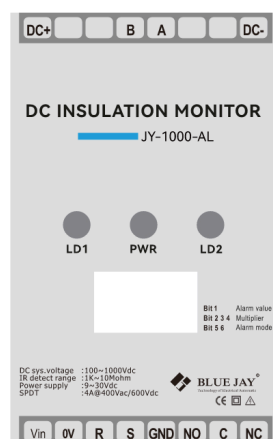 DC+ B A DC-
DC INSULATION MONITOR
JY-1000-AL
LD1 PWR LD2
Bit 1 Alarm value
Bit 2 3 4 Multiplier
Bit 5 6 Alarm mode
DC sys.voltage :100~1000Vdc
IR detect range :1K~10Mohm
Power supply :9~30Vdc
SPDT :4A@400Vac/600Vdc
BLUE JAY
CE
Vin 0V R S GND NO C NC